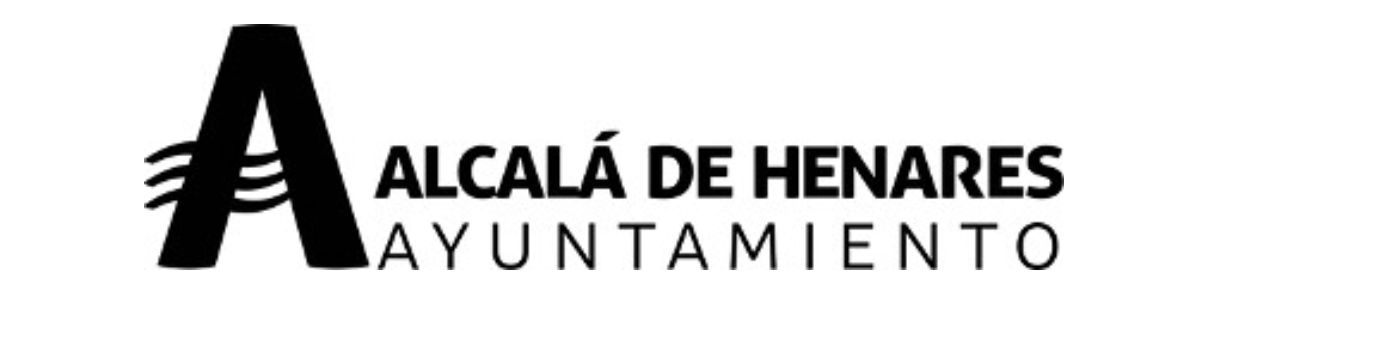 A
ALCALÁ DE HENARES
AYUNTAMIENTO